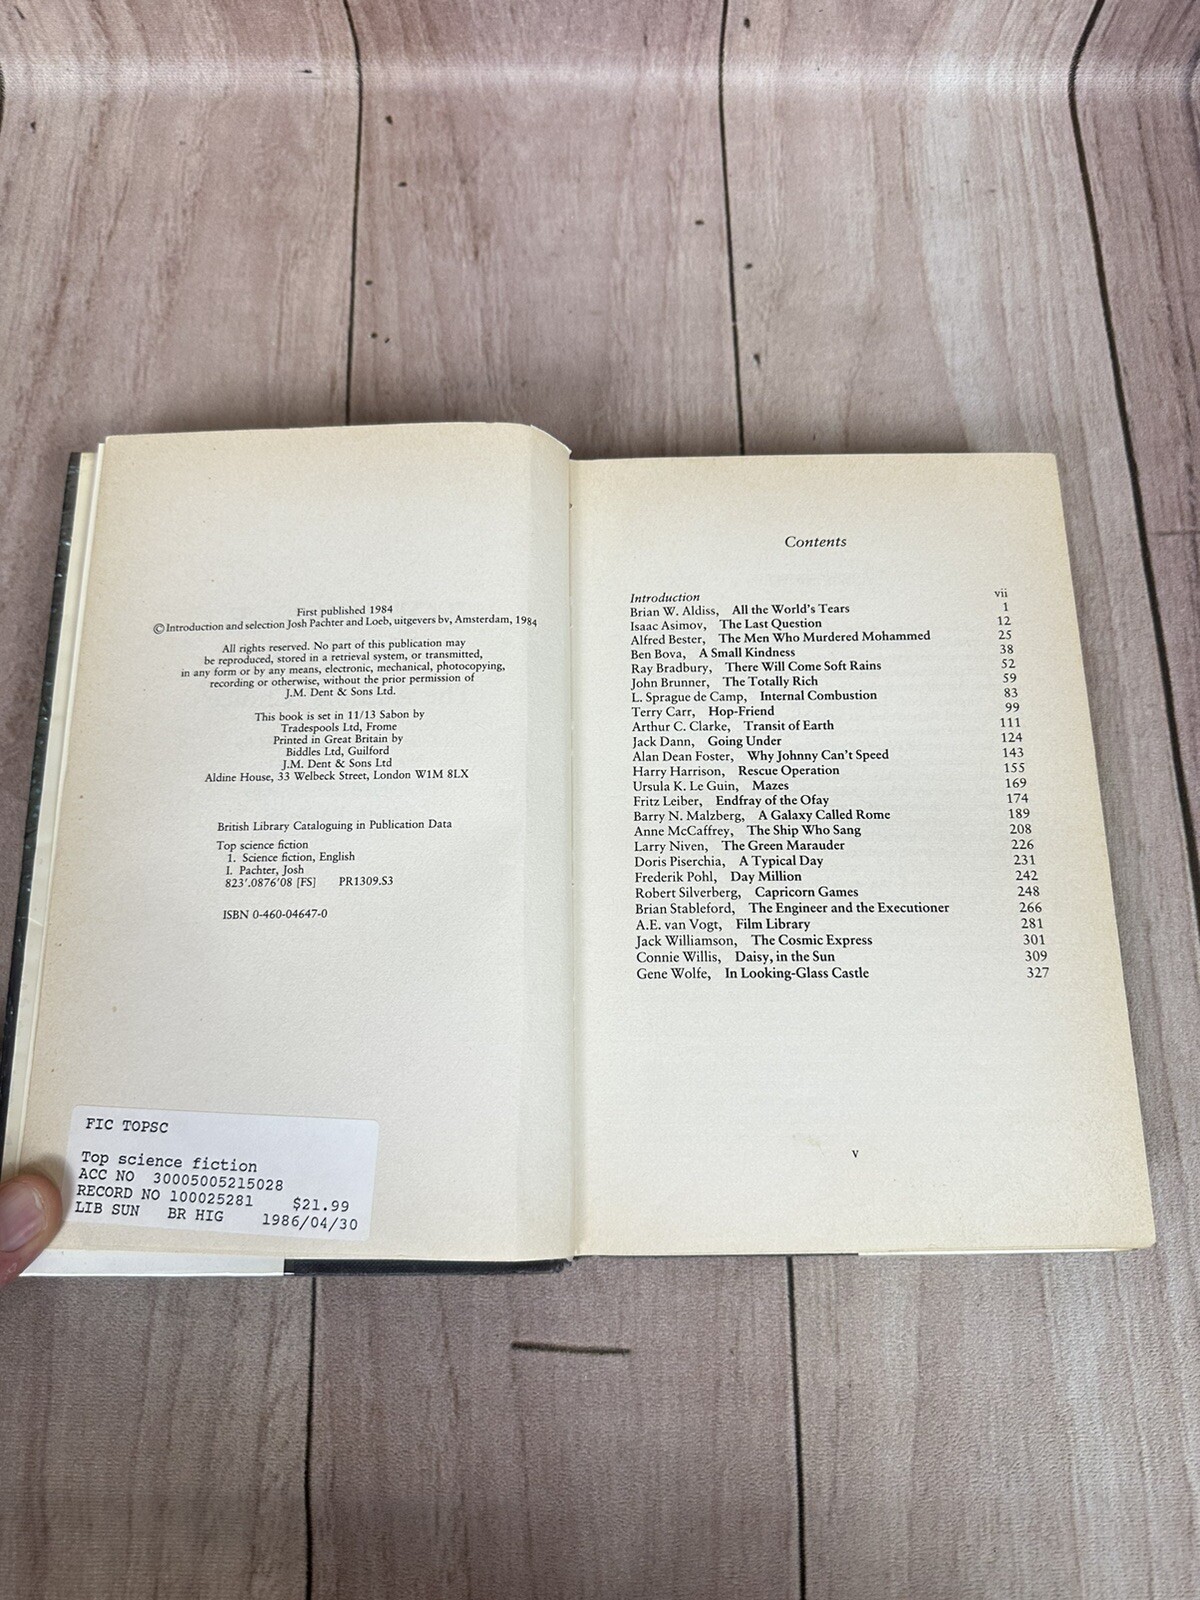 First published 1984
© Introduction and selection Josh Pachter and Loeb, uitgevers bv, Amsterdam, 1984
All rights reserved. No part of this publication may
be reproduced, stored in a retrieval system, or transmitted,
in any form or by any means, electronic, mechanical, photocopying,
recording or otherwise, without the prior permission of
J.M. Dent & Sons Ltd.
This book is set in 11/13 Sabon by
Tradespools Ltd, Frome
Printed in Great Britain by
Biddles Ltd, Guilford
J.M. Dent & Sons Ltd
Aldine House, 33 Welbeck Street, London W1M 8LX
British Library Cataloguing in Publication Data
Top science fiction
1. Science fiction, English
I. Pachter, Josh
823'.0876'08 [FS] PR1309.S3
ISBN 0-460-04647-0
FIC TOPSC
Top science fiction
ACC NO 30005005215028
RECORD NO 100025281 $21.99
LIB SUN BR HIG 1986/04/30
Contents
Introduction vii
Brian W. Aldiss, All the World's Tears 1
Isaac Asimov, The Last Question 12
Alfred Bester, The Men Who Murdered Mohammed 25
Ben Bova, A Small Kindness 38
Ray Bradbury, There Will Come Soft Rains 52
John Brunner, The Totally Rich 59
L. Sprague de Camp, Internal Combustion 83
Terry Carr, Hop-Friend 99
Arthur C. Clarke, Transit of Earth 111
Jack Dann, Going Under 124
Alan Dean Foster, Why Johnny Can't Speed 143
Harry Harrison, Rescue Operation 155
Ursula K. Le Guin, Mazes 169
Fritz Leiber, Endfray of the Ofay 174
Barry N. Malzberg, A Galaxy Called Rome 189
Anne McCaffrey, The Ship Who Sang 208
Larry Niven, The Green Marauder 226
Doris Piserchia, A Typical Day 231
Frederik Pohl, Day Million 242
Robert Silverberg, Capricorn Games 248
Brian Stableford, The Engineer and the Executioner 266
A.E. van Vogt, Film Library 281
Jack Williamson, The Cosmic Express 301
Connie Willis, Daisy, in the Sun 309
Gene Wolfe, In Looking-Glass Castle 327
v